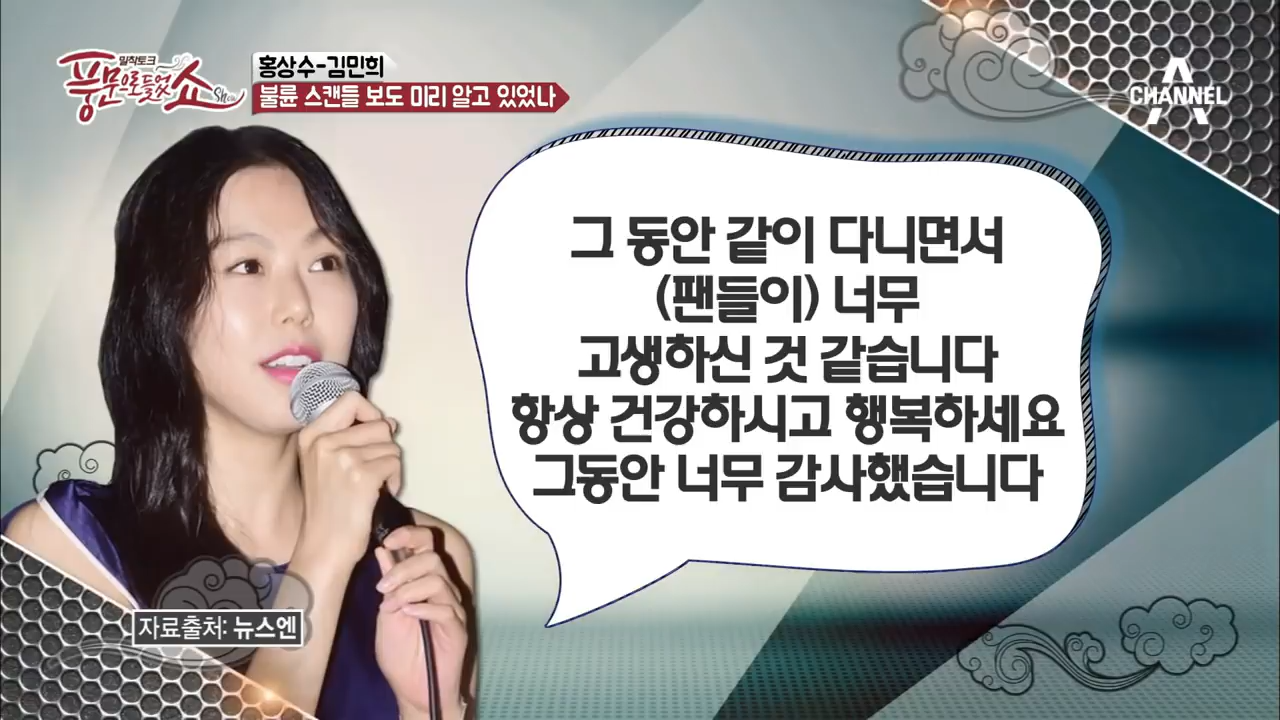 밀착토크
풍문으로들었쇼
Show
홍상수-김민희
불륜 스캔들 보도 미리 알고 있었나
CHANNEL A
그 동안 같이 다니면서
(팬들이) 너무
고생하신 것 같습니다
항상 건강하시고 행복하세요
그동안 너무 감사했습니다
자료출처: 뉴스엔